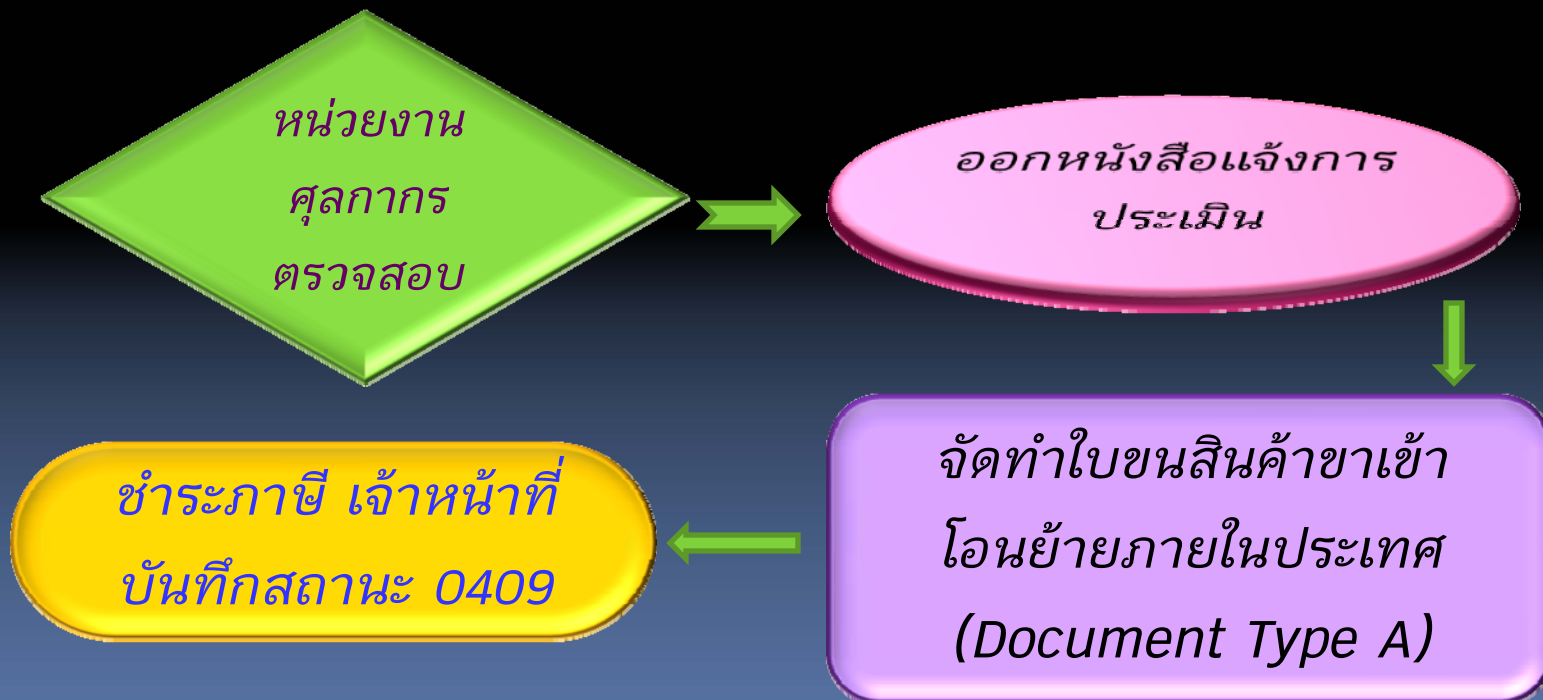 หน่วยงาน
ศุลกากร
ตรวจสอบ
ออกหนังสือแจ้งการ
ประเมิน
จัดทำใบขนสินค้าขาเข้า
โอนย้ายภายในประเทศ
(Document Type A)
ชำระภาษี เจ้าหน้าที่
บันทึกสถานะ 0409